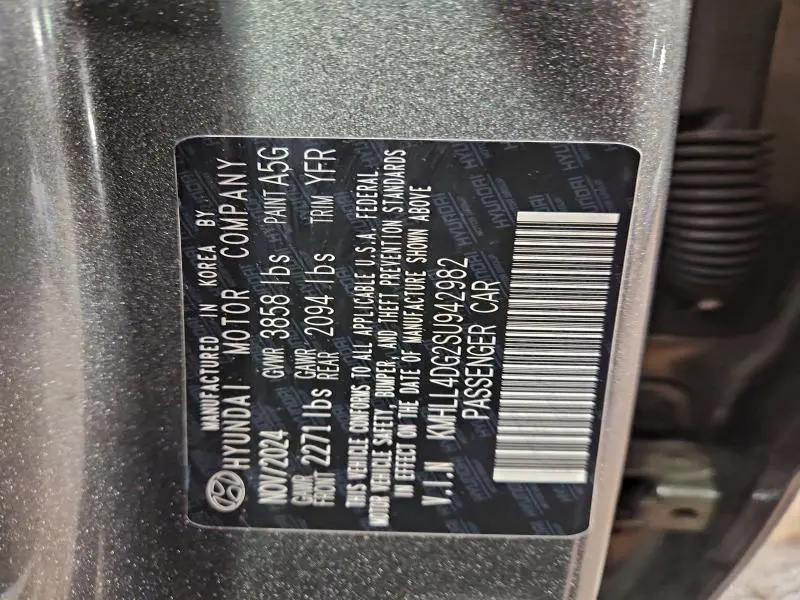 MANUFACTURED IN KOREA BY
HYUNDAI MOTOR COMPANY
NOV/2024 GVWR 3858 lbs PAINT A5G
GAWR FRONT 2271 lbs GAWR REAR 2094 lbs TRIM YFR
THIS VEHICLE CONFORMS TO ALL APPLICABLE U.S.A. FEDERAL
MOTOR VEHICLE SAFETY, BUMPER, AND THEFT PREVENTION STANDARDS
IN EFFECT ON THE DATE OF MANUFACTURE SHOWN ABOVE
V.I.N KMHLL4DG2SU942982
PASSENGER CAR